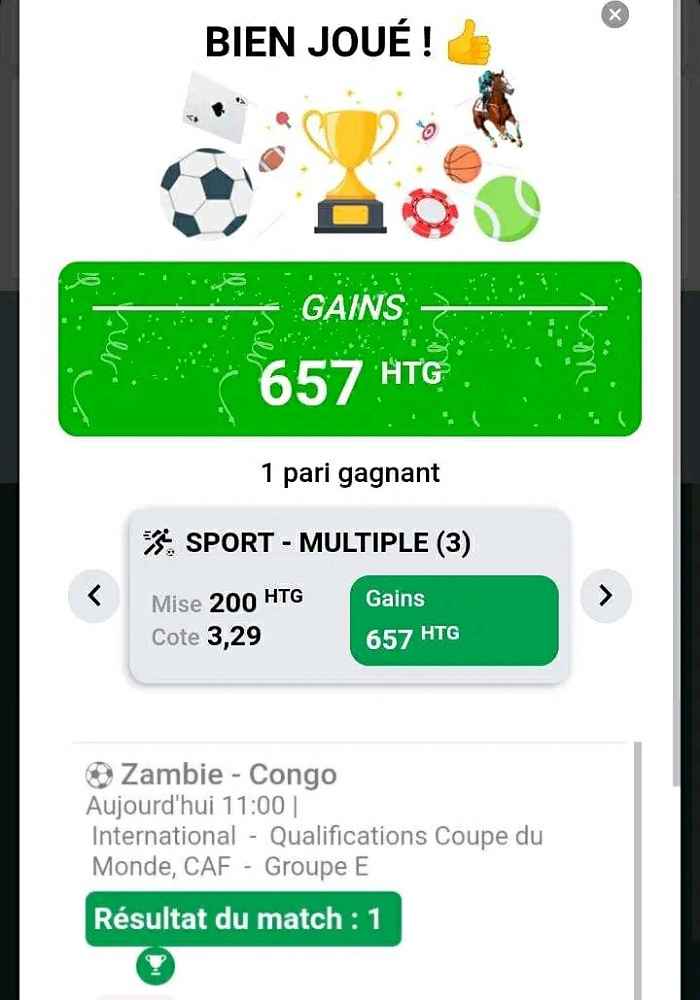 BIEN JOUÉ !
GAINS
657 HTG
1 pari gagnant
SPORT - MULTIPLE (3)
Mise 200 HTG
Cote 3,29
Gains
657 HTG
Zambie - Congo
Aujourd'hui 11:00 |
International - Qualifications Coupe du
Monde, CAF - Groupe E
Résultat du match : 1